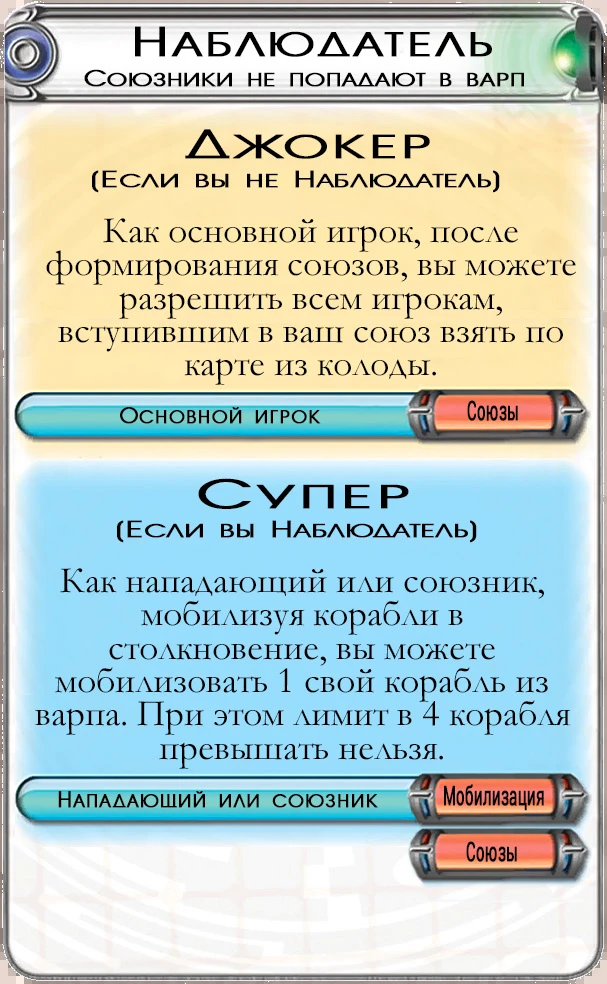 Наблюдатель
Союзники не попадают в варп
Джокер
(Если вы не Наблюдатель)
Как основной игрок, после
формирования союзов, вы можете
разрешить всем игрокам,
вступившим в ваш союз взять по
карте из колоды.
Основной игрок
Союзы
Супер
(Если вы Наблюдатель)
Как нападающий или союзник,
мобилизуя корабли в
столкновение, вы можете
мобилизовать 1 свой корабль из
варпа. При этом лимит в 4 корабля
превышать нельзя.
Нападающий или союзник
Мобилизация
Союзы